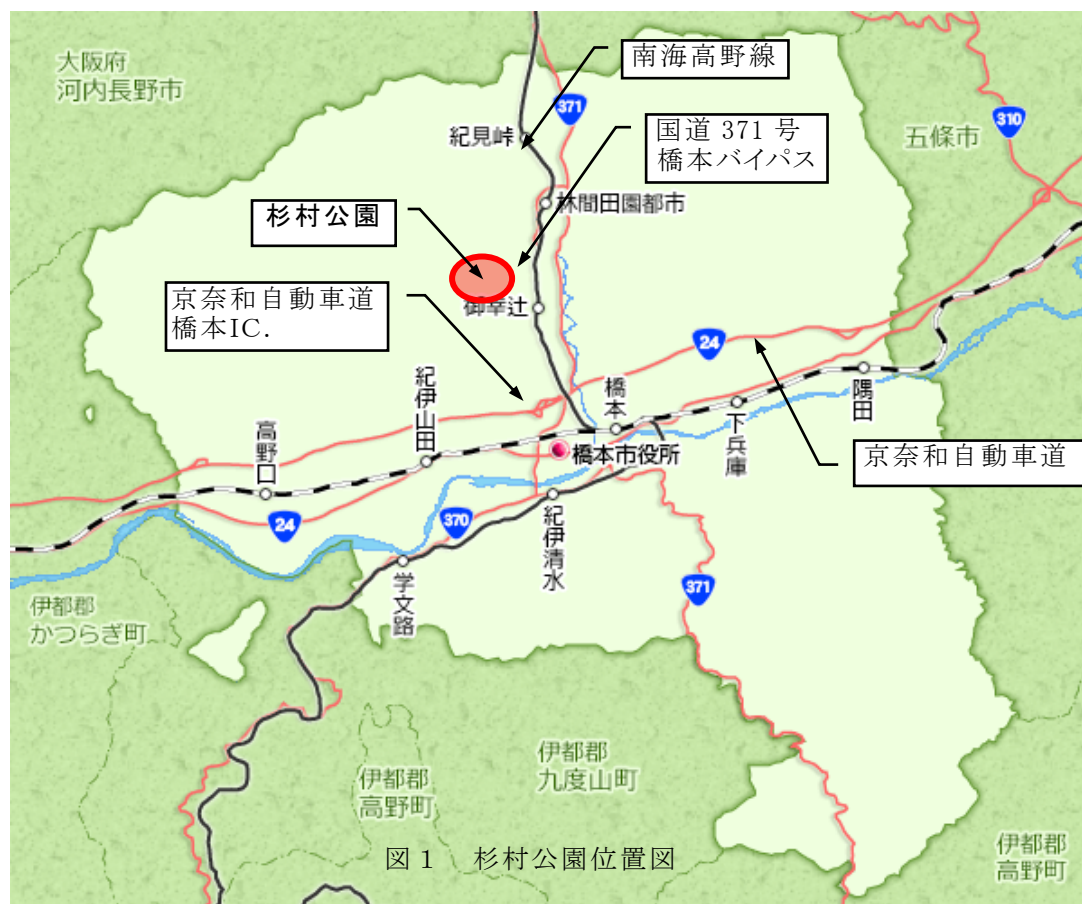 大阪府
河内長野市
南海高野線
371
国道 371 号
橋本バイパス
310
五條市
紀見峠
林間田園都市
杉村公園
御幸辻
京奈和自動車道
橋本IC.
24
紀伊山田
高野口
橋本
下兵庫
隅田
橋本市役所
京奈和自動車道
24
370
紀伊清水
学文路
371
伊都郡
かつらぎ町
伊都郡
高野町
伊都郡
九度山町
伊都郡
高野町
図1 杉村公園位置図